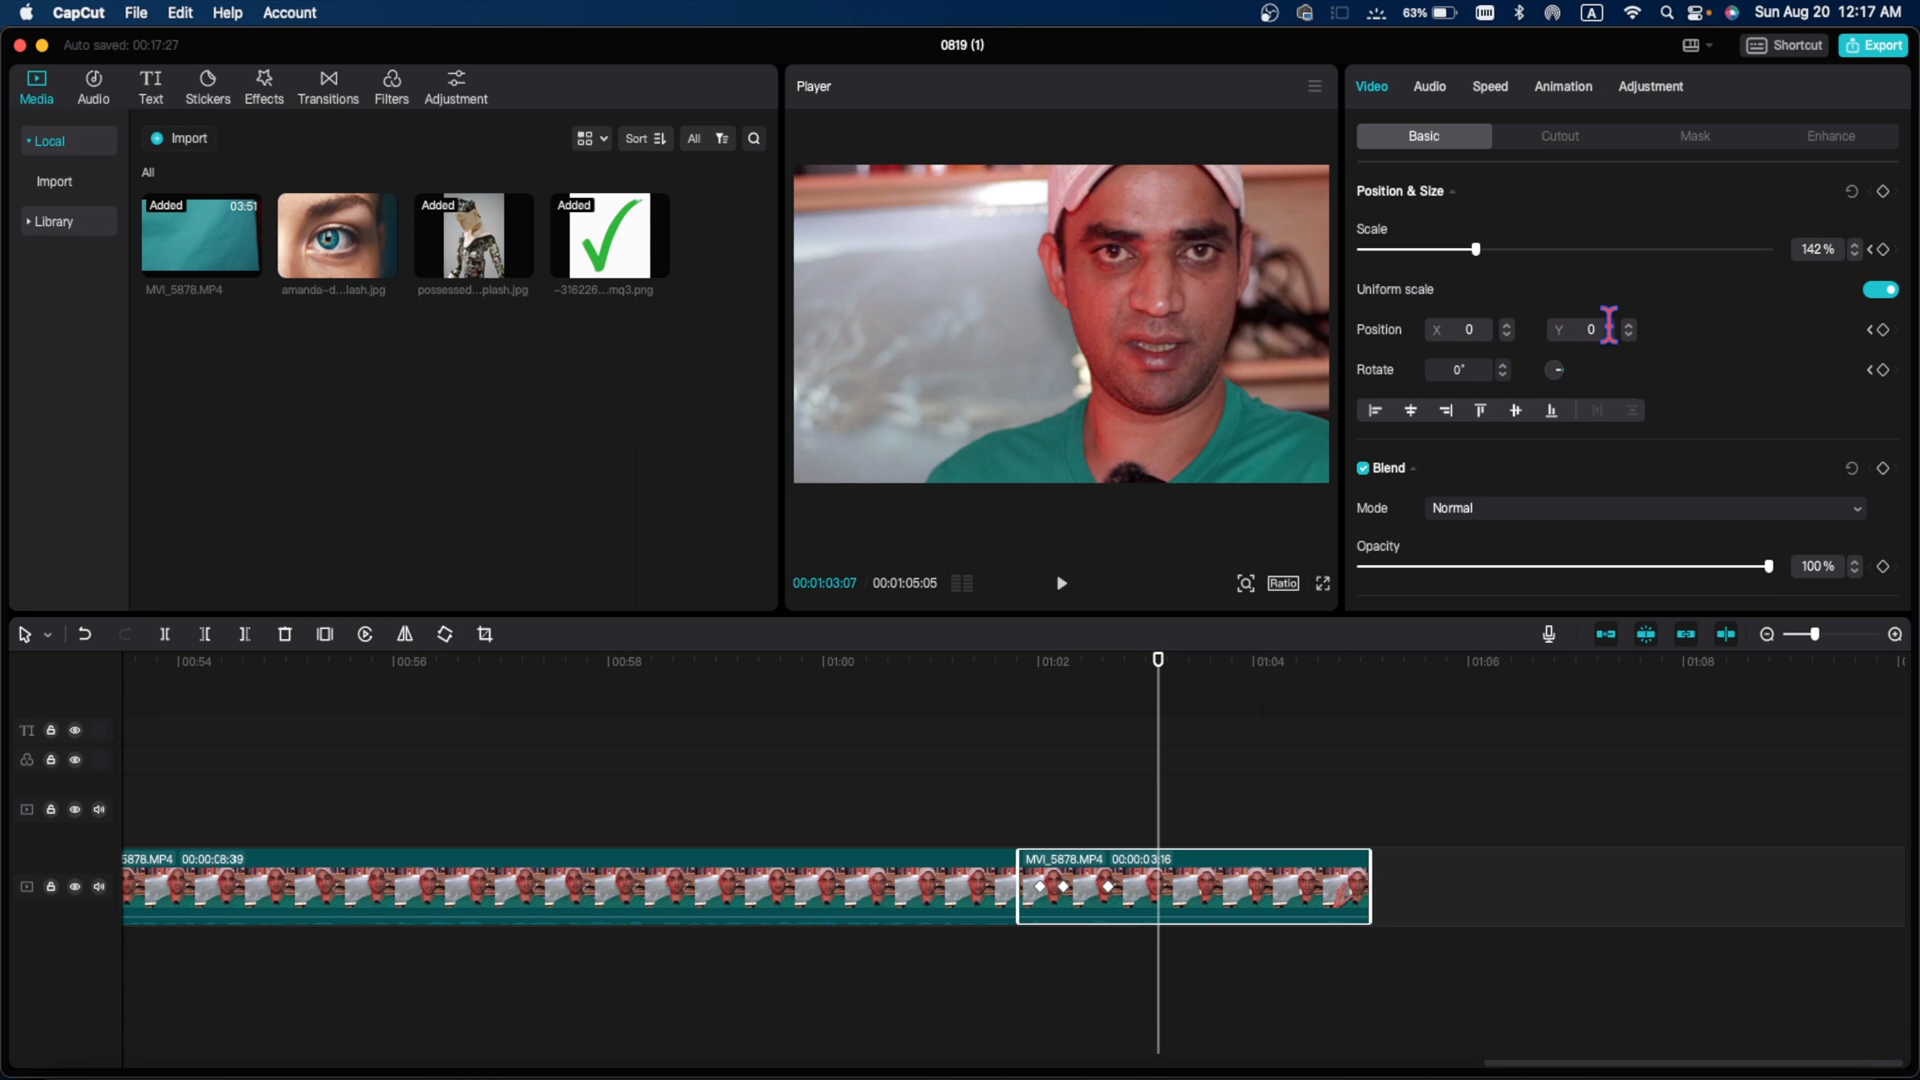 CapCut File Edit Help Account
63% A Sun Aug 20 12:17 AM
Auto saved: 00:17:27
0819 (1)
Shortcut Export
Media Audio TI Text Stickers Effects Transitions Filters Adjustment
Player
Video Audio Speed Animation Adjustment
Local
Import
Library
Import
Sort All
All
Added 03:51
Added
Added
MVI_5878.MP4 amanda-d...lash.jpg possessed...plash.jpg -316226...mq3.png
Basic Cutout Mask Enhance
Position & Size
Scale
142 %
Uniform scale
Position X 0 Y 0
Rotate 0°
Blend
Mode Normal
Opacity
100 %
00:01:03:07 00:01:05:05
Ratio
00:54 00:56 00:58 01:00 01:02 01:04 01:06 01:08
TI
5878.MP4 00:00:08:39
MVI_5878.MP4 00:00:03:16